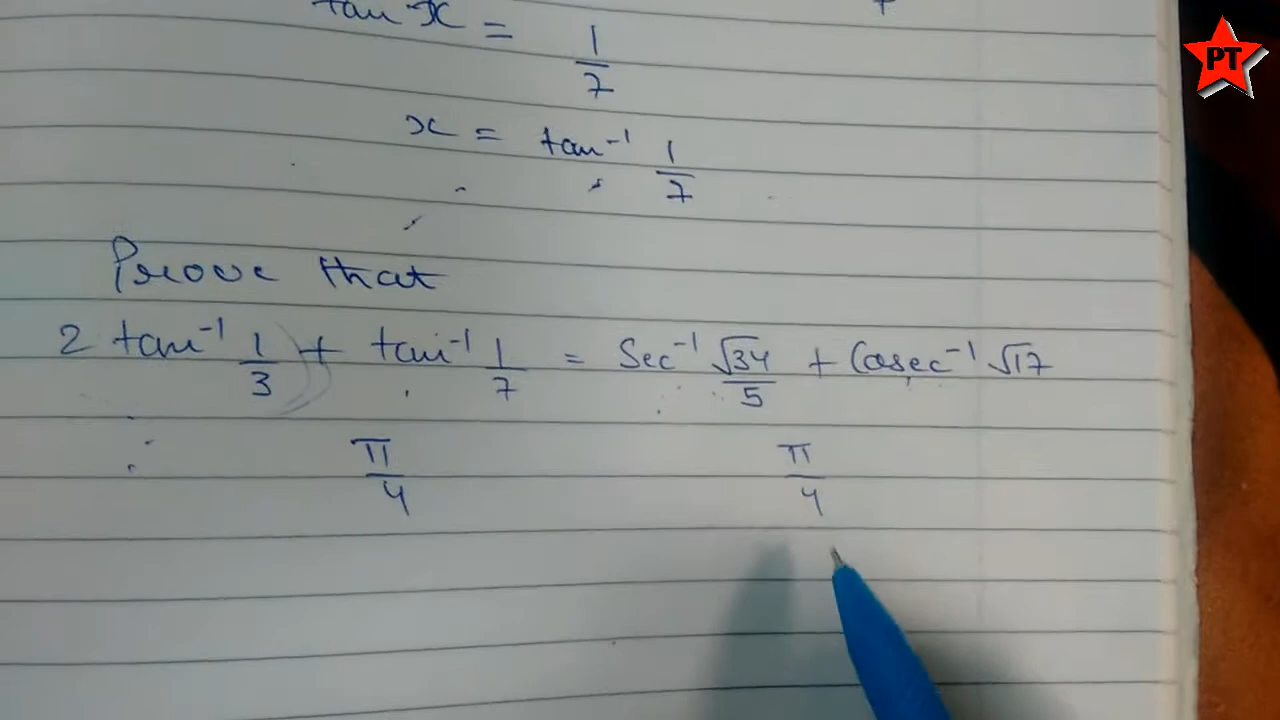 tan x = 1/7
PT
x = tan⁻¹ 1/7
Prove that
2 tan⁻¹ 1/3 + tan⁻¹ 1/7 = Sec⁻¹ √34/5 + Cosec⁻¹ √17
π/4 π/4